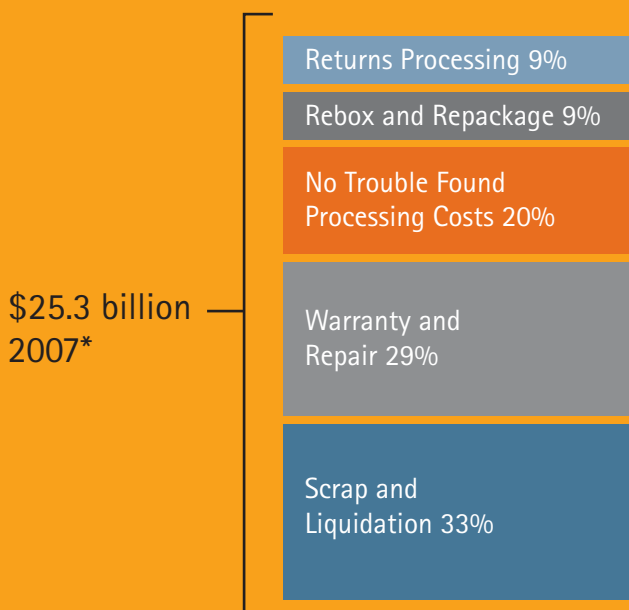 Returns Processing 9%
Rebox and Repackage 9%
No Trouble Found
Processing Costs 20%
$25.3 billion
2007*
Warranty and
Repair 29%
Scrap and
Liquidation 33%